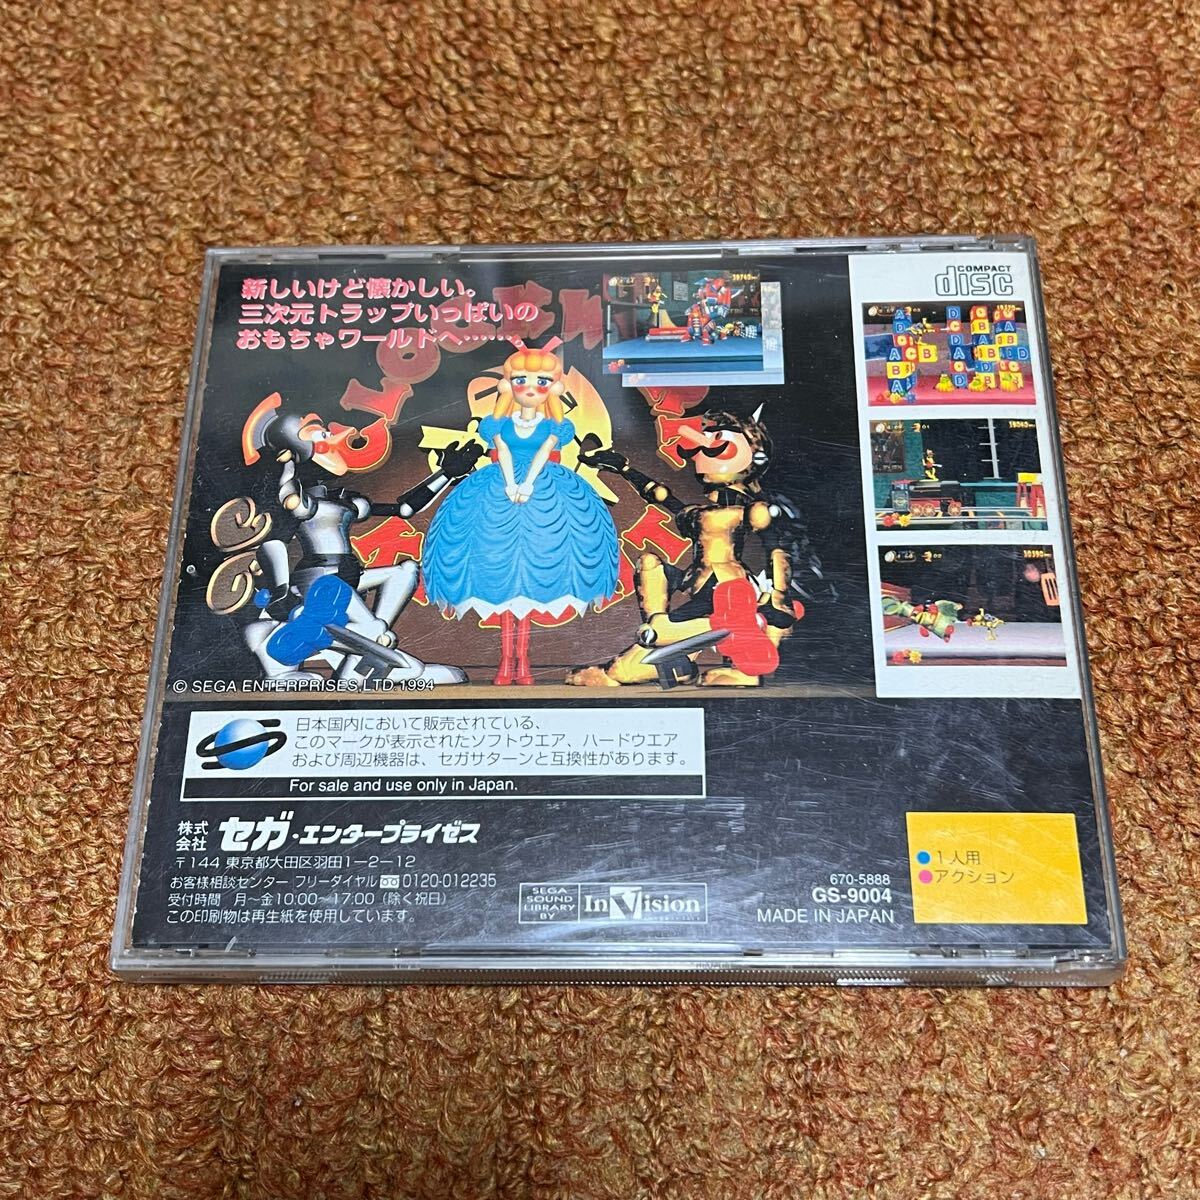 新しいけど懐かしい。
三次元トラップいっぱいの
おもちゃワールドへ……。
COMPACT
disc
© SEGA ENTERPRISES,LTD.1994
日本国内において販売されている、
このマークが表示されたソフトウエア、ハードウエア
および周辺機器は、セガサターンと互換性があります。
For sale and use only in Japan.
株式会社 セガ・エンタープライゼス
〒144 東京都大田区羽田1-2-12
お客様相談センター フリーダイヤル 0120-012235
受付時間 月〜金10:00〜17:00 (除く祝日)
この印刷物は再生紙を使用しています。
SEGA
SOUND
LIBRARY
BY
InVision
670-5888
GS-9004
MADE IN JAPAN
1人用
アクション